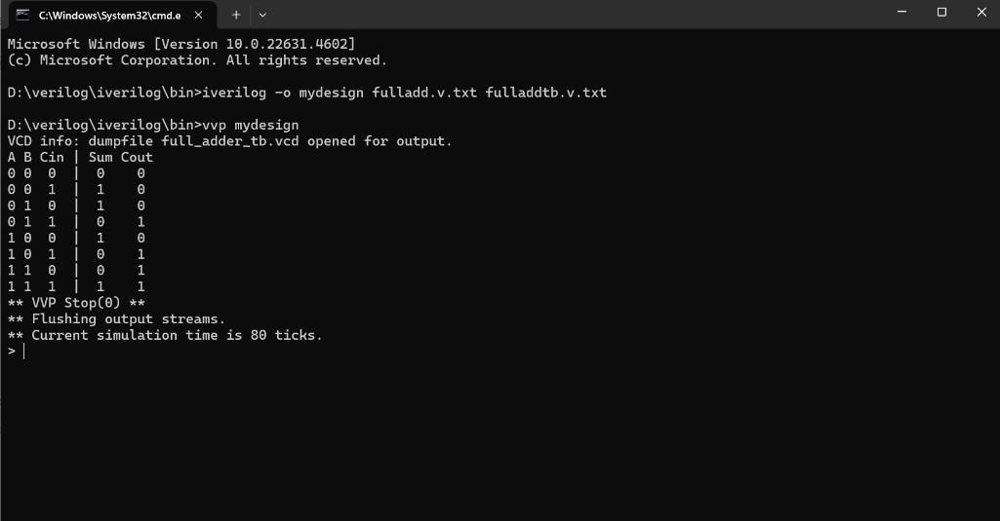 C:\Windows\System32\cmd.e
Microsoft Windows [Version 10.0.22631.4602]
(c) Microsoft Corporation. All rights reserved.
D:\verilog\iverilog\bin>iverilog -o mydesign fulladd.v.txt fulladdtb.v.txt
D:\verilog\iverilog\bin>vvp mydesign
VCD info: dumpfile full_adder_tb.vcd opened for output.
A B Cin | Sum Cout
0 0  0  |  0    0
0 0  1  |  1    0
0 1  0  |  1    0
0 1  1  |  0    1
1 0  0  |  1    0
1 0  1  |  0    1
1 1  0  |  0    1
1 1  1  |  1    1
** VVP Stop(0) **
** Flushing output streams.
** Current simulation time is 80 ticks.
>